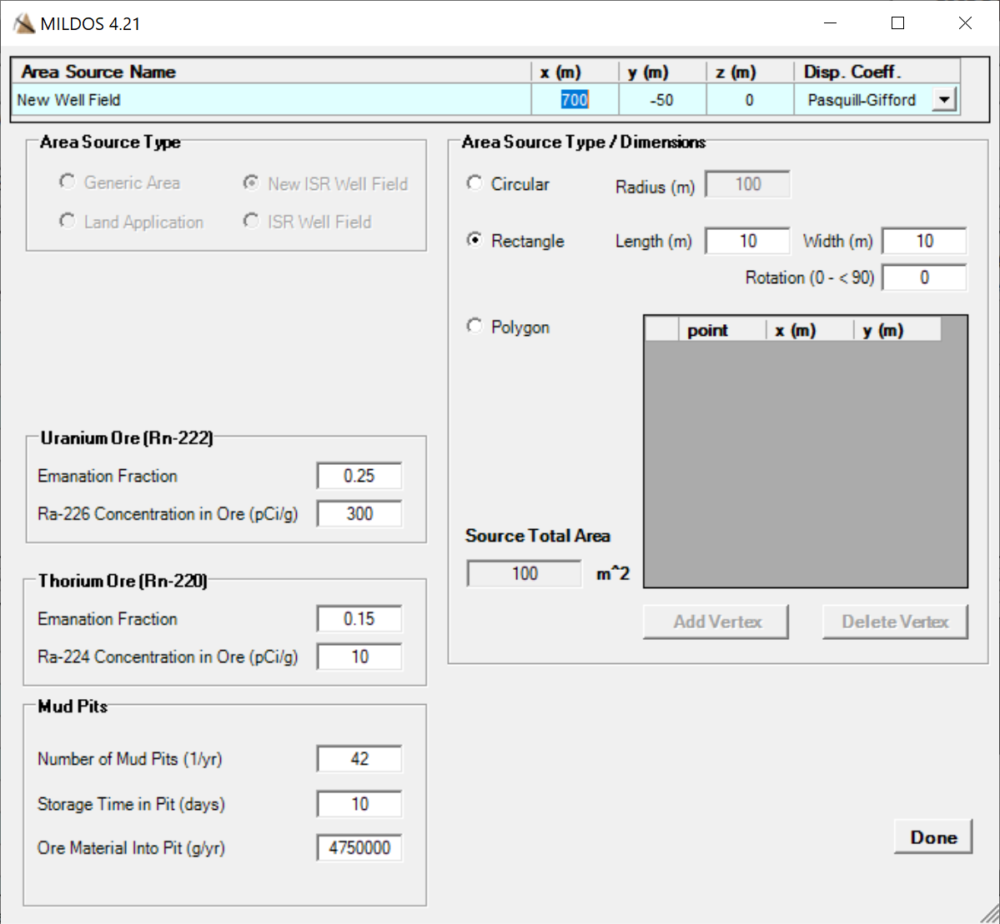 MILDOS 4.21
Area Source Name x (m) y (m) z (m) Disp. Coeff.
New Well Field 700 -50 0 Pasquill-Gifford
Area Source Type
Generic Area New ISR Well Field
Land Application ISR Well Field
Area Source Type / Dimensions
Circular Radius (m) 100
Rectangle Length (m) 10 Width (m) 10
Rotation (0 - < 90) 0
Polygon
point x (m) y (m)
Source Total Area
100 m^2
Add Vertex Delete Vertex
Uranium Ore (Rn-222)
Emanation Fraction 0.25
Ra-226 Concentration in Ore (pCi/g) 300
Thorium Ore (Rn-220)
Emanation Fraction 0.15
Ra-224 Concentration in Ore (pCi/g) 10
Mud Pits
Number of Mud Pits (1/yr) 42
Storage Time in Pit (days) 10
Ore Material Into Pit (g/yr) 4750000
Done